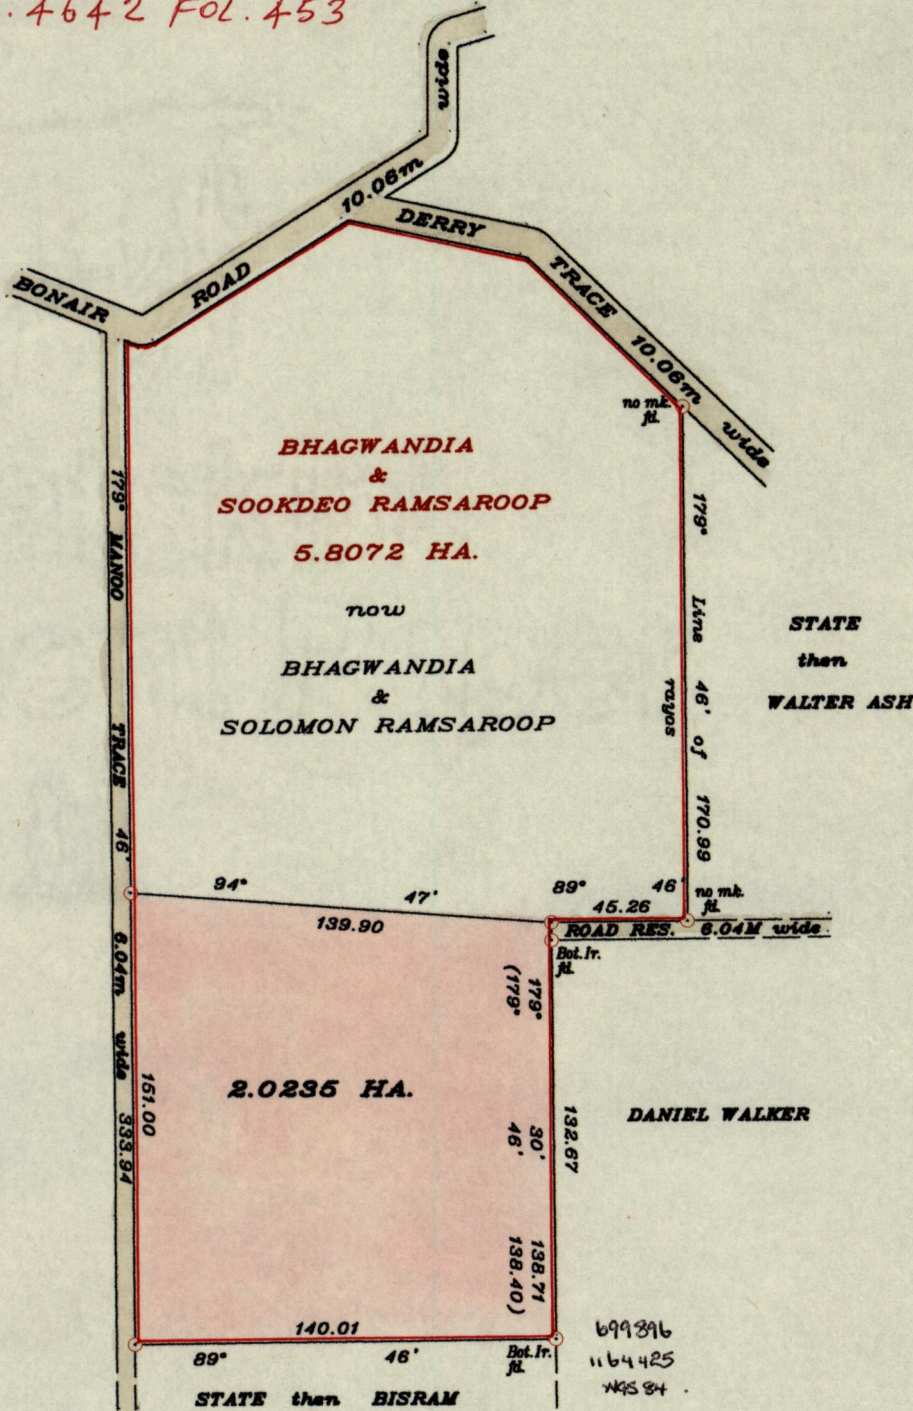 . 4642 FOL. 453
wide
10.06m
DERRY
ROAD
BONAIR
TRACE
10.06m
wide
no mk.
fd.
BHAGWANDIA
&
SOOKDEO RAMSAROOP
5.8072 HA.
now
BHAGWANDIA
&
SOLOMON RAMSAROOP
179° MANOO TRACE 46' 6.04m wide 333.94
179° Line 46' of 170.99
rayos
STATE
then
WALTER ASH
94° 47'
139.90
89° 46'
45.26
no mk.
fd.
ROAD RES. 6.04M wide.
Bot.Ir.
fd.
179° 30' 138.71
(179° 46' 138.40)
132.67
151.00
2.0235 HA.
DANIEL WALKER
140.01
89° 46'
Bot.Ir.
fd.
STATE then BISRAM
699896
1164425
WGS 84 .